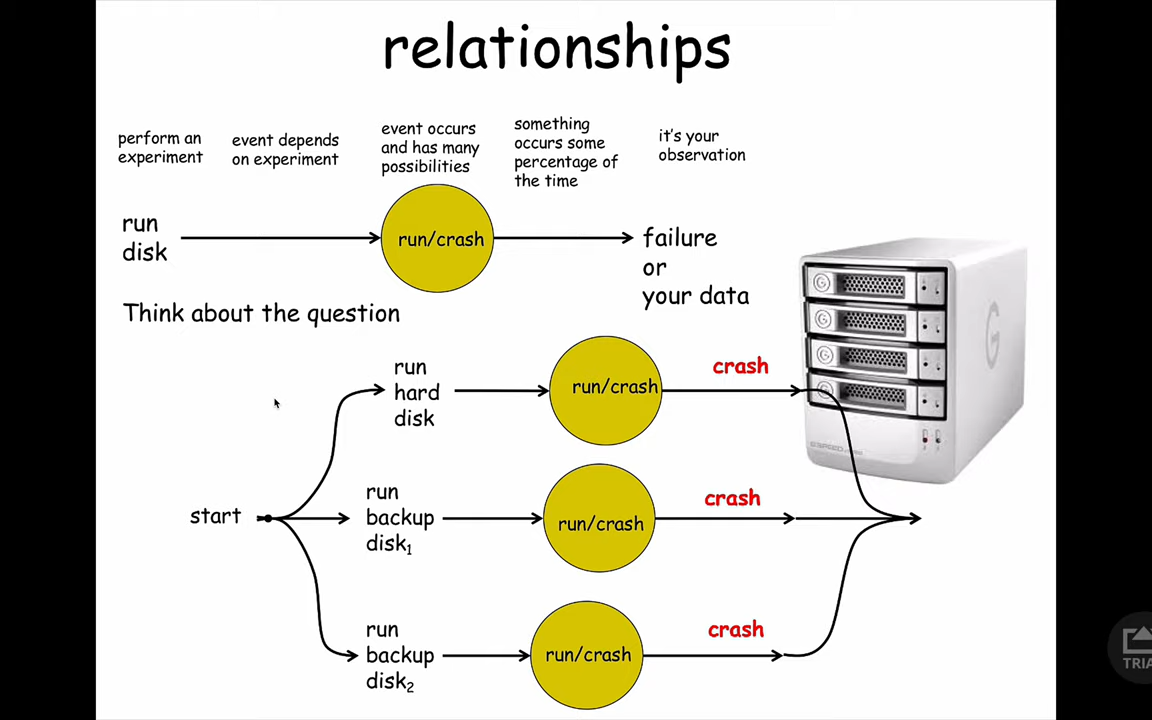 relationships
perform an
experiment
event depends
on experiment
event occurs
and has many
possibilities
something
occurs some
percentage of
the time
it's your
observation
run
disk
run/crash
failure
or
your data
Think about the question
run
hard
disk
run/crash
crash
start
run
backup
disk₁
run/crash
crash
run
backup
disk₂
run/crash
crash
G
G
G
G
G
TRIA